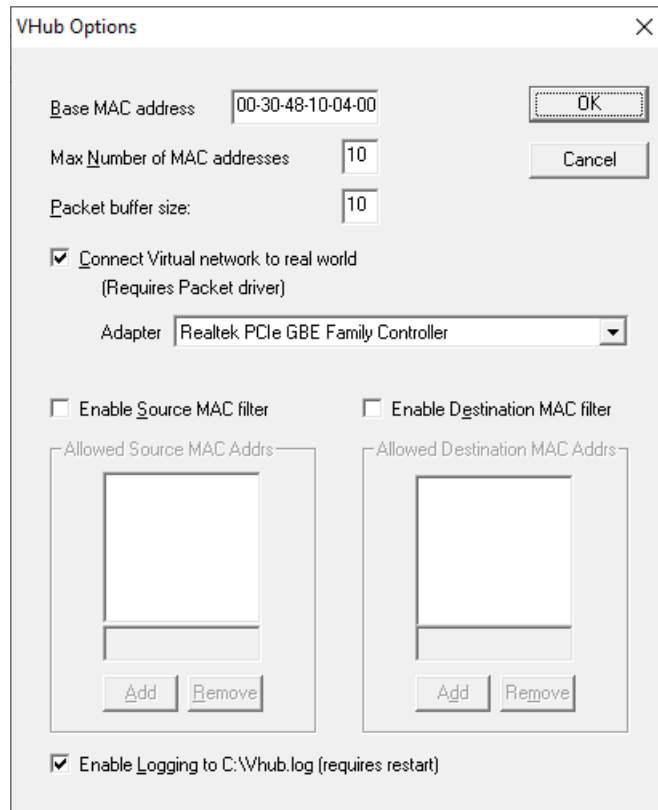 VHub Options
Base MAC address 00-30-48-10-04-00 OK
Max Number of MAC addresses 10 Cancel
Packet buffer size: 10
Connect Virtual network to real world
(Requires Packet driver)
Adapter Realtek PCIe GBE Family Controller
Enable Source MAC filter Enable Destination MAC filter
Allowed Source MAC Addrs Allowed Destination MAC Addrs
Add Remove Add Remove
Enable Logging to C:\Vhub.log (requires restart)